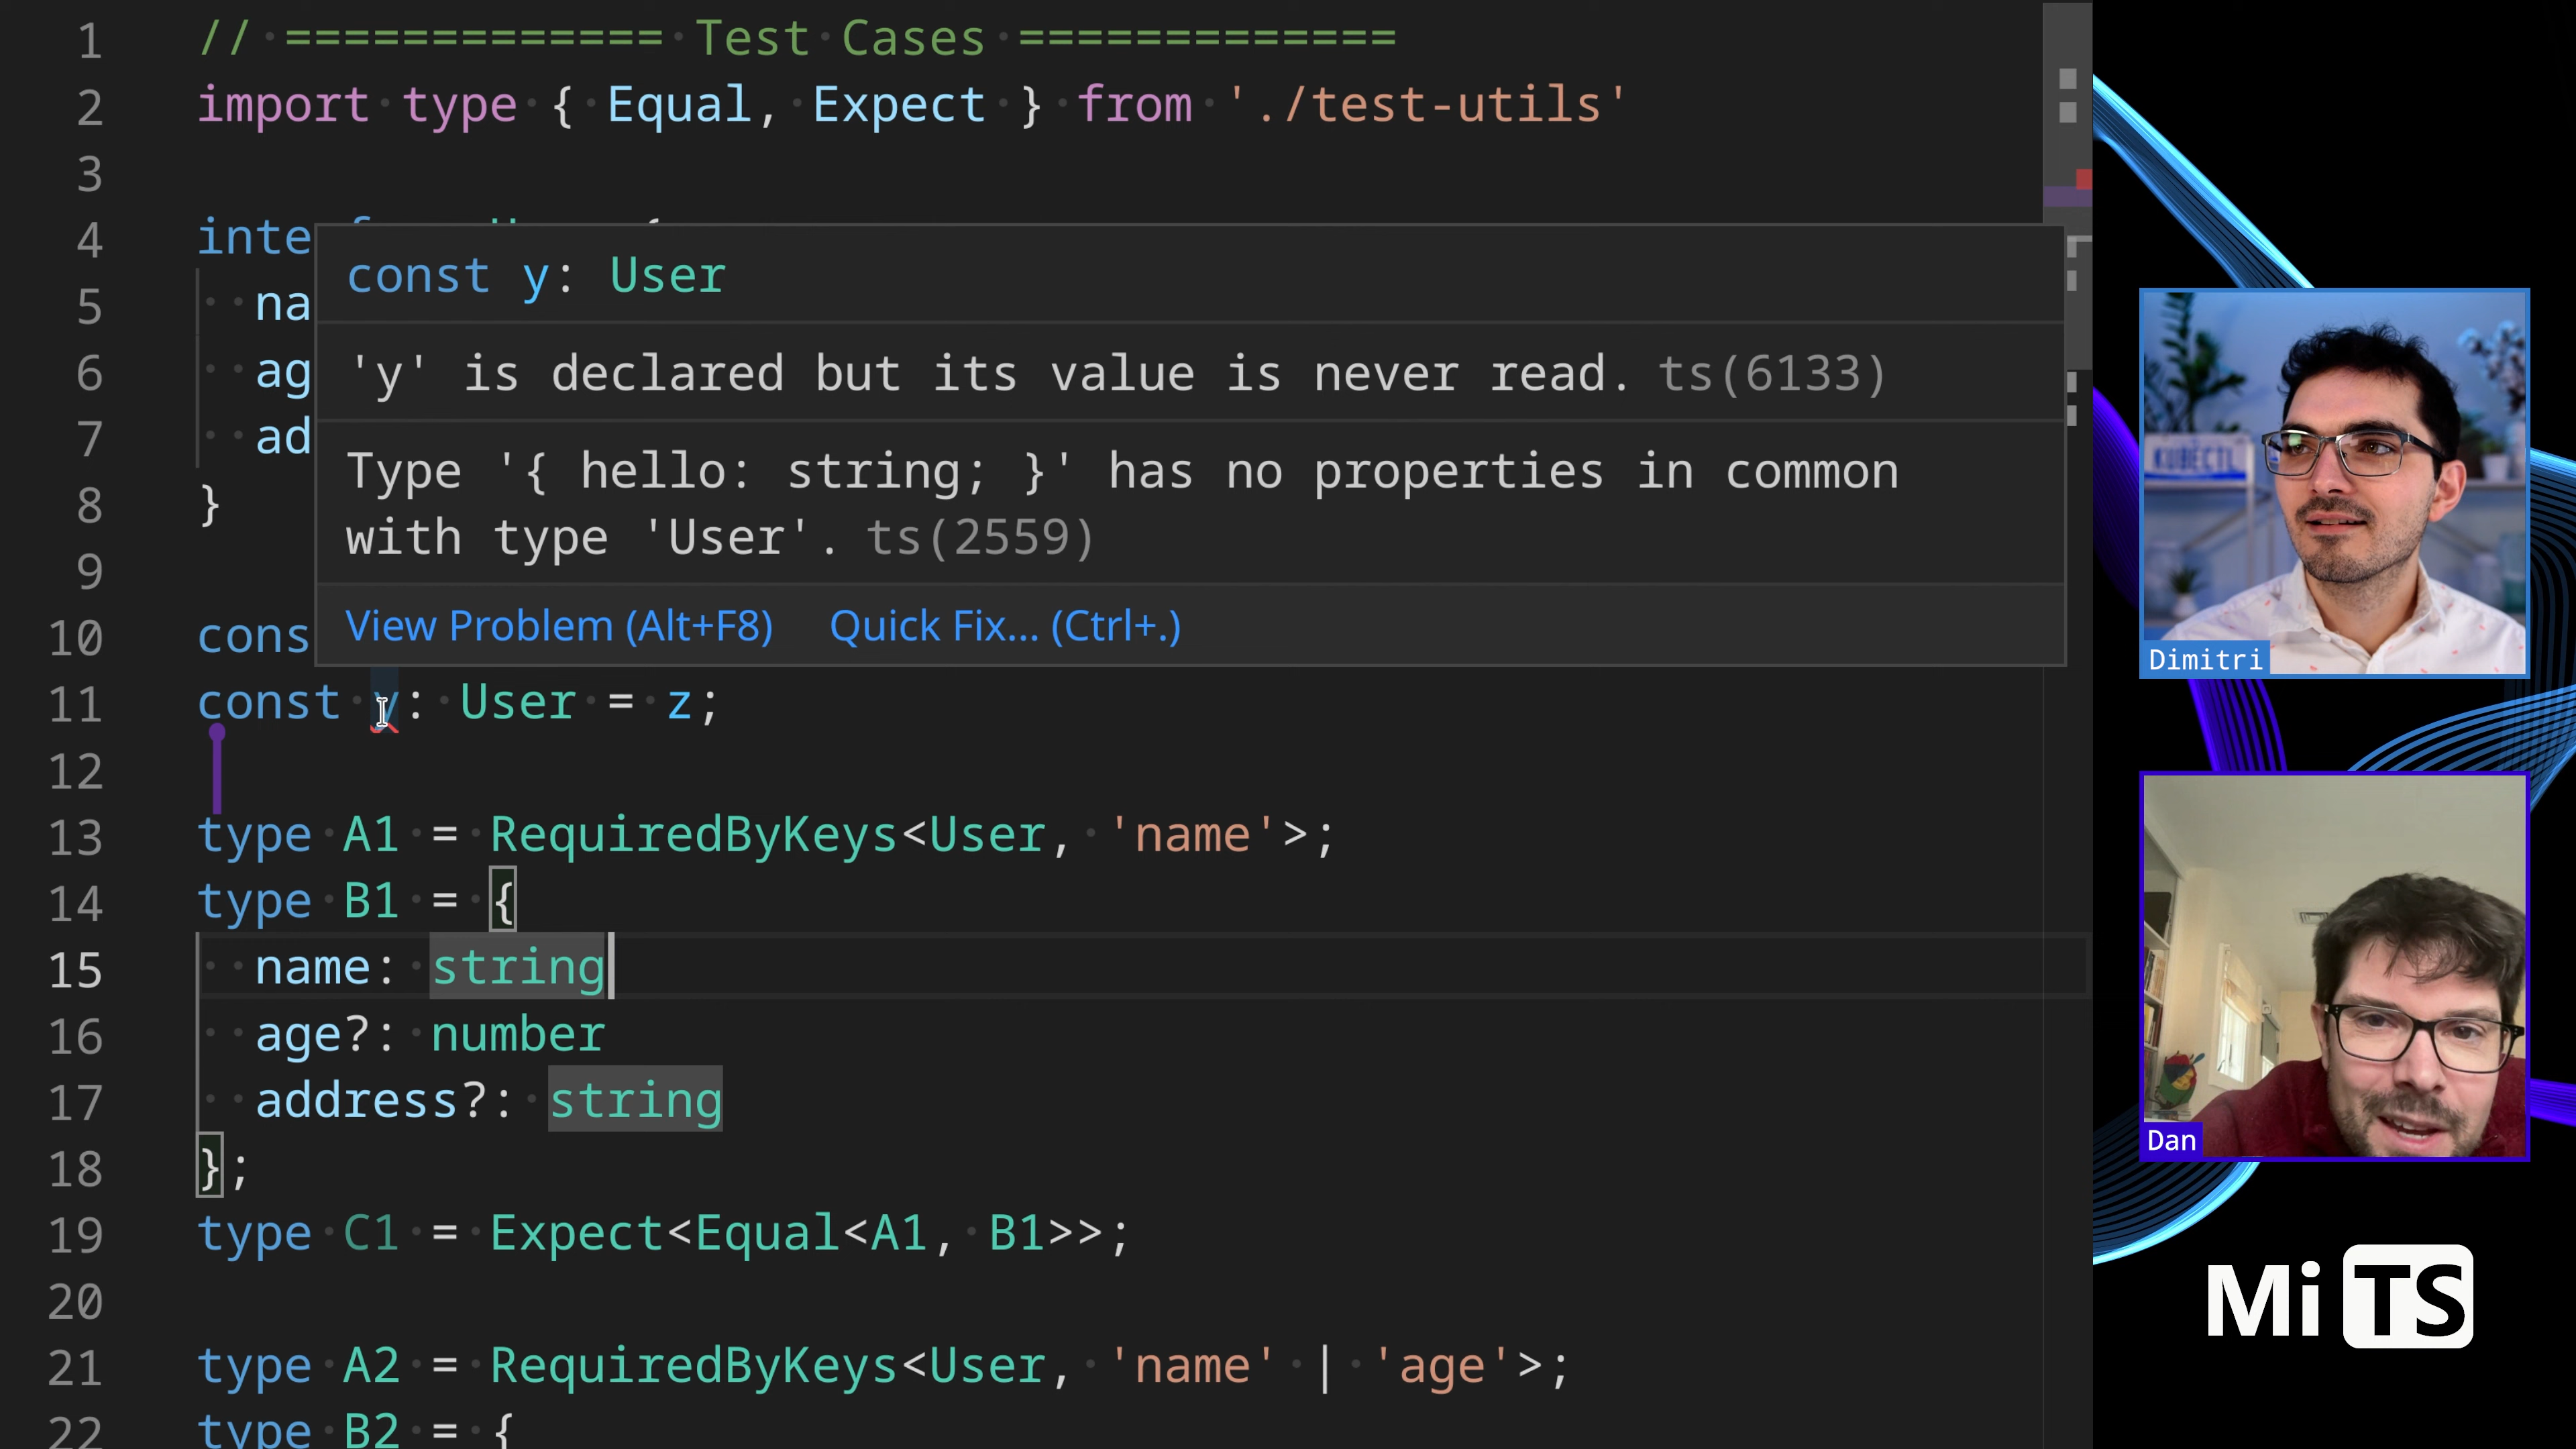 1 // ============= Test Cases =============
2 import type { Equal, Expect } from './test-utils'
3
4 inte
5 na
6 ag
7 ad
8 }
9
10 cons
const y: User
'y' is declared but its value is never read. ts(6133)
Type '{ hello: string; }' has no properties in common
with type 'User'. ts(2559)
View Problem (Alt+F8) Quick Fix... (Ctrl+.)
11 const y: User = z;
12
13 type A1 = RequiredByKeys<User, 'name'>;
14 type B1 = {
15 name: string
16 age?: number
17 address?: string
18 };
19 type C1 = Expect<Equal<A1, B1>>;
20
21 type A2 = RequiredByKeys<User, 'name' | 'age'>;
22 type B2 = {
KUBECTL
Dimitri
Dan
Mi TS